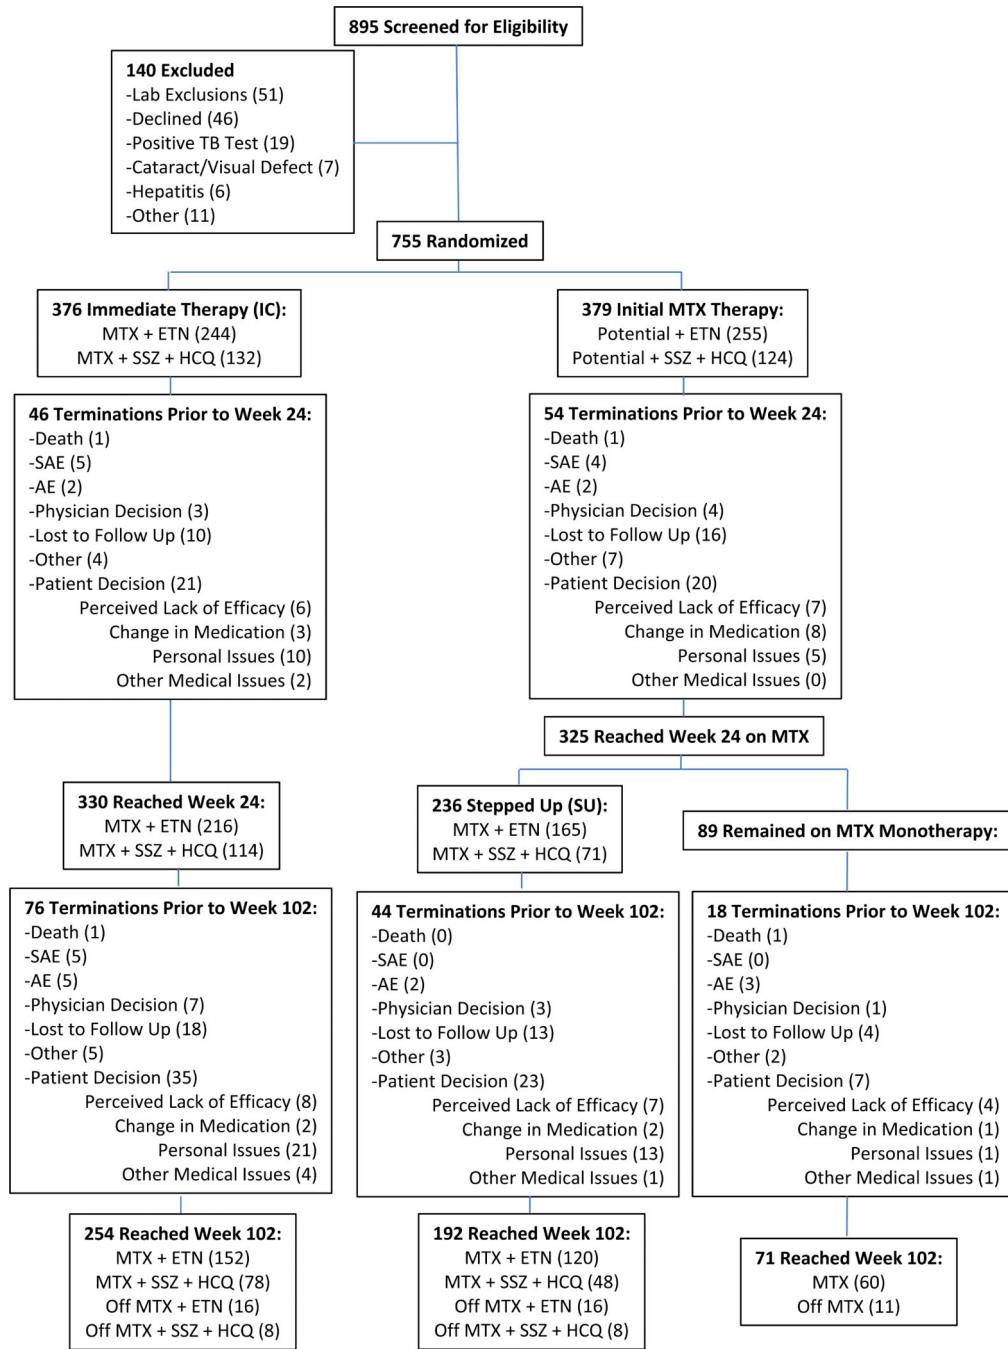 895 Screened for Eligibility
140 Excluded
-Lab Exclusions (51)
-Declined (46)
-Positive TB Test (19)
-Cataract/Visual Defect (7)
-Hepatitis (6)
-Other (11)
755 Randomized
376 Immediate Therapy (IC):
MTX + ETN (244)
MTX + SSZ + HCQ (132)
379 Initial MTX Therapy:
Potential + ETN (255)
Potential + SSZ + HCQ (124)
46 Terminations Prior to Week 24:
-Death (1)
-SAE (5)
-AE (2)
-Physician Decision (3)
-Lost to Follow Up (10)
-Other (4)
-Patient Decision (21)
Perceived Lack of Efficacy (6)
Change in Medication (3)
Personal Issues (10)
Other Medical Issues (2)
54 Terminations Prior to Week 24:
-Death (1)
-SAE (4)
-AE (2)
-Physician Decision (4)
-Lost to Follow Up (16)
-Other (7)
-Patient Decision (20)
Perceived Lack of Efficacy (7)
Change in Medication (8)
Personal Issues (5)
Other Medical Issues (0)
325 Reached Week 24 on MTX
330 Reached Week 24:
MTX + ETN (216)
MTX + SSZ + HCQ (114)
236 Stepped Up (SU):
MTX + ETN (165)
MTX + SSZ + HCQ (71)
89 Remained on MTX Monotherapy:
76 Terminations Prior to Week 102:
-Death (1)
-SAE (5)
-AE (5)
-Physician Decision (7)
-Lost to Follow Up (18)
-Other (5)
-Patient Decision (35)
Perceived Lack of Efficacy (8)
Change in Medication (2)
Personal Issues (21)
Other Medical Issues (4)
44 Terminations Prior to Week 102:
-Death (0)
-SAE (0)
-AE (2)
-Physician Decision (3)
-Lost to Follow Up (13)
-Other (3)
-Patient Decision (23)
Perceived Lack of Efficacy (7)
Change in Medication (2)
Personal Issues (13)
Other Medical Issues (1)
18 Terminations Prior to Week 102:
-Death (1)
-SAE (0)
-AE (3)
-Physician Decision (1)
-Lost to Follow Up (4)
-Other (2)
-Patient Decision (7)
Perceived Lack of Efficacy (4)
Change in Medication (1)
Personal Issues (1)
Other Medical Issues (1)
254 Reached Week 102:
MTX + ETN (152)
MTX + SSZ + HCQ (78)
Off MTX + ETN (16)
Off MTX + SSZ + HCQ (8)
192 Reached Week 102:
MTX + ETN (120)
MTX + SSZ + HCQ (48)
Off MTX + ETN (16)
Off MTX + SSZ + HCQ (8)
71 Reached Week 102:
MTX (60)
Off MTX (11)